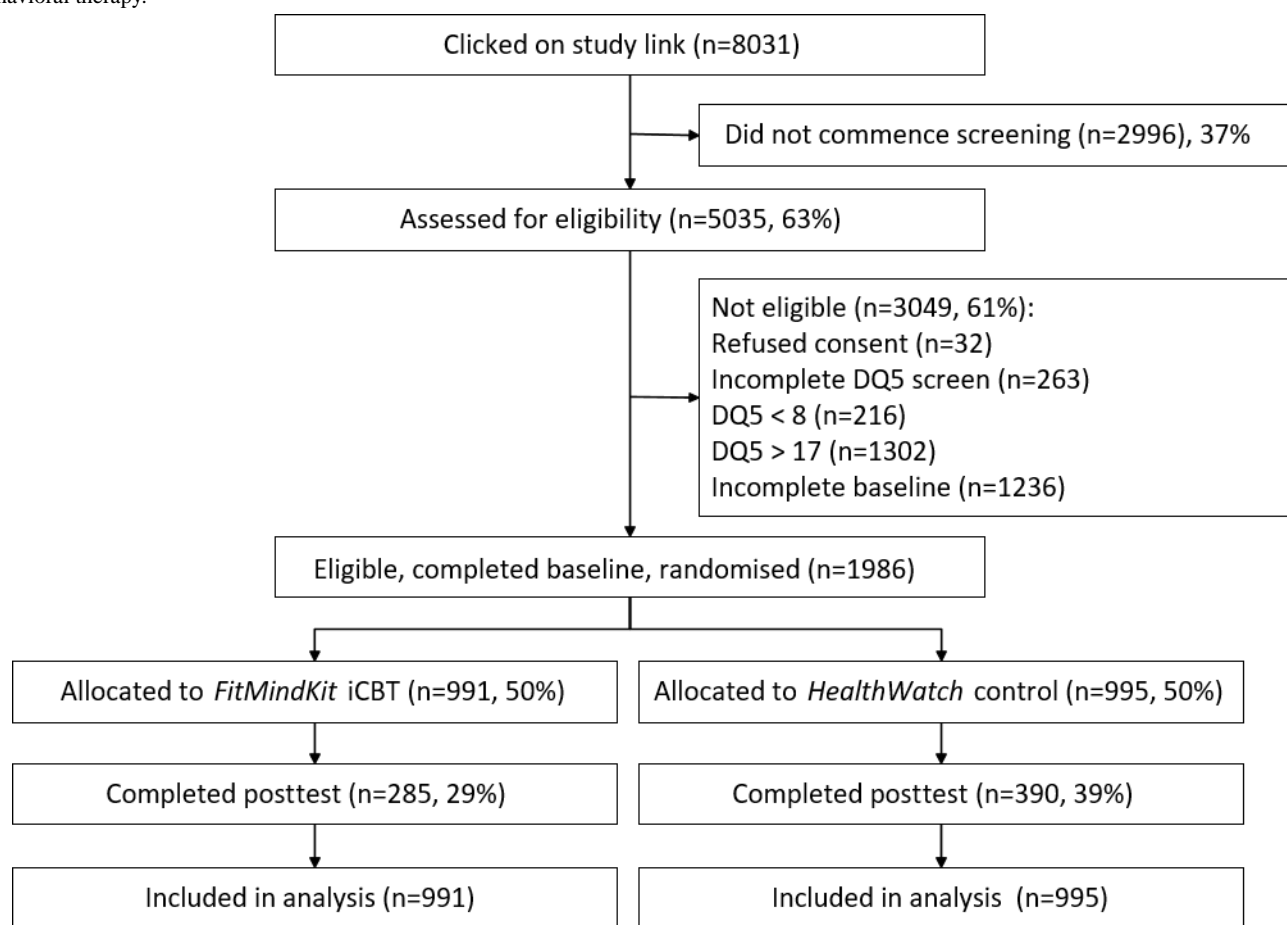 Clicked on study link (n=8031)
Did not commence screening (n=2996), 37%
Assessed for eligibility (n=5035, 63%)
Not eligible (n=3049, 61%):
Refused consent (n=32)
Incomplete DQ5 screen (n=263)
DQ5 < 8 (n=216)
DQ5 > 17 (n=1302)
Incomplete baseline (n=1236)
Eligible, completed baseline, randomised (n=1986)
Allocated to FitMindKit iCBT (n=991, 50%)
Allocated to HealthWatch control (n=995, 50%)
Completed posttest (n=285, 29%)
Completed posttest (n=390, 39%)
Included in analysis (n=991)
Included in analysis (n=995)